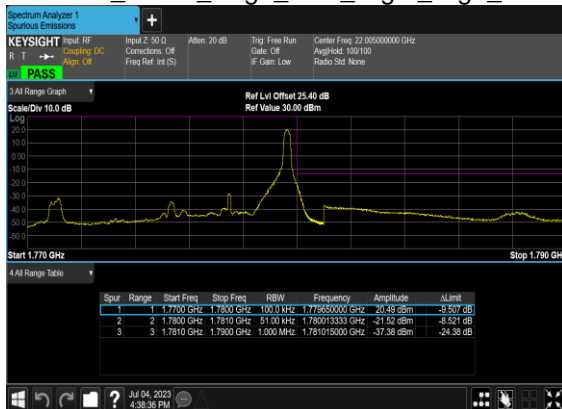 Spectrum Analyzer 1
Spurious Emissions
+
KEYSIGHT Input: RF Input Z: 50 Ω Atten: 20 dB Trig: Free Run Center Freq: 22.005000000 GHz
R T Coupling: DC Corrections: Off Gate: Off Avg|Hold: 100/100
Align: Off Freq Ref: Int (S) IF Gain: Low Radio Std: None
PASS
3 All Range Graph
Ref Lvl Offset 25.40 dB
Scale/Div 10.0 dB Ref Value 30.00 dBm
Log
20.0
10.0
0.00
-10.0
-20.0
-30.0
-40.0
-50.0
-60.0
Start 1.770 GHz Stop 1.790 GH
4 All Range Table
Spur Range Start Freq Stop Freq RBW Frequency Amplitude ΔLimit
1 1 1.7700 GHz 1.7800 GHz 100.0 kHz 1.779650000 GHz 20.49 dBm -9.507 dB
2 2 1.7800 GHz 1.7810 GHz 51.00 kHz 1.780013333 GHz -21.52 dBm -8.521 dB
3 3 1.7810 GHz 1.7900 GHz 1.000 MHz 1.781015000 GHz -37.38 dBm -24.38 dB
?
Jul 04, 2023
4:38:36 PM